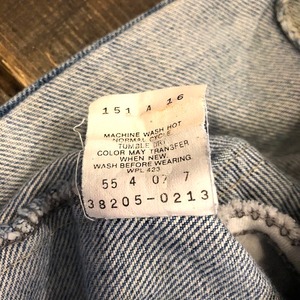 151 A 16
MACHINE WASH HOT
NORMAL CYCLE
TUMBLE DRY
COLOR MAY TRANSFER
WHEN NEW
WASH BEFORE WEARING
WPL 423
55 4 07 7
38205-0213